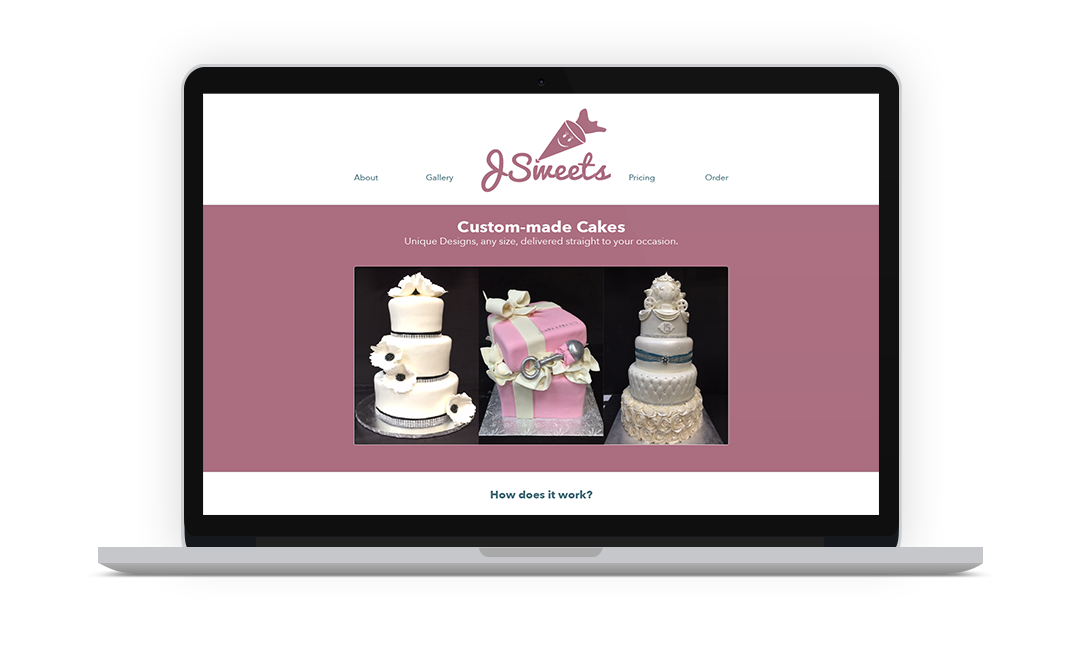 JSweets
About Gallery Pricing Order
Custom-made Cakes
Unique Designs, any size, delivered straight to your occasion.
How does it work?